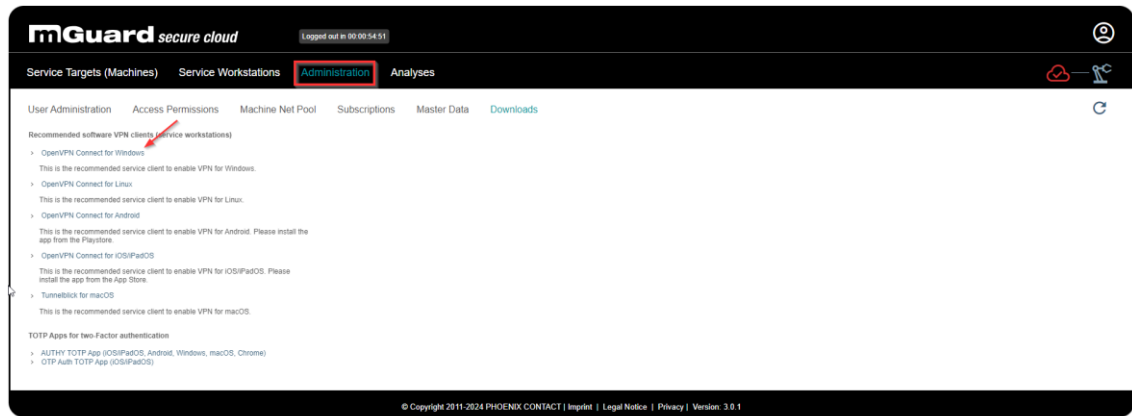 mGuard secure cloud
Logged out in 00:00:54:51
Service Targets (Machines) Service Workstations Administration Analyses
User Administration Access Permissions Machine Net Pool Subscriptions Master Data Downloads
Recommended software VPN clients (service workstations)
› OpenVPN Connect for Windows
This is the recommended service client to enable VPN for Windows.
› OpenVPN Connect for Linux
This is the recommended service client to enable VPN for Linux.
› OpenVPN Connect for Android
This is the recommended service client to enable VPN for Android. Please install the
app from the Playstore.
› OpenVPN Connect for iOS/iPadOS
This is the recommended service client to enable VPN for iOS/iPadOS. Please
install the app from the App Store.
› Tunnelblick for macOS
This is the recommended service client to enable VPN for macOS.
TOTP Apps for two-Factor authentication
› AUTHY TOTP App (iOS/iPadOS, Android, Windows, macOS, Chrome)
› OTP Auth TOTP App (iOS/iPadOS)
© Copyright 2011-2024 PHOENIX CONTACT | Imprint | Legal Notice | Privacy | Version: 3.0.1